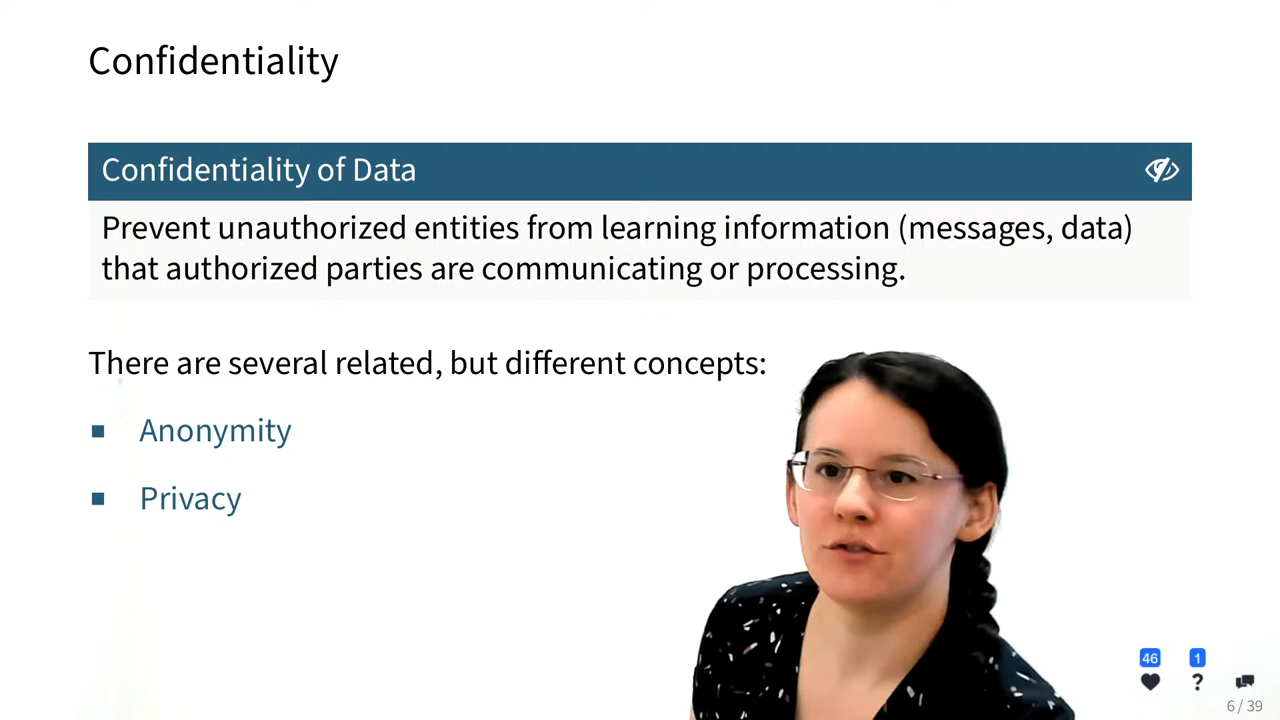 Confidentiality
Confidentiality of Data
Prevent unauthorized entities from learning information (messages, data)
that authorized parties are communicating or processing.
There are several related, but different concepts:
Anonymity
Privacy
46 1
?
6 / 39